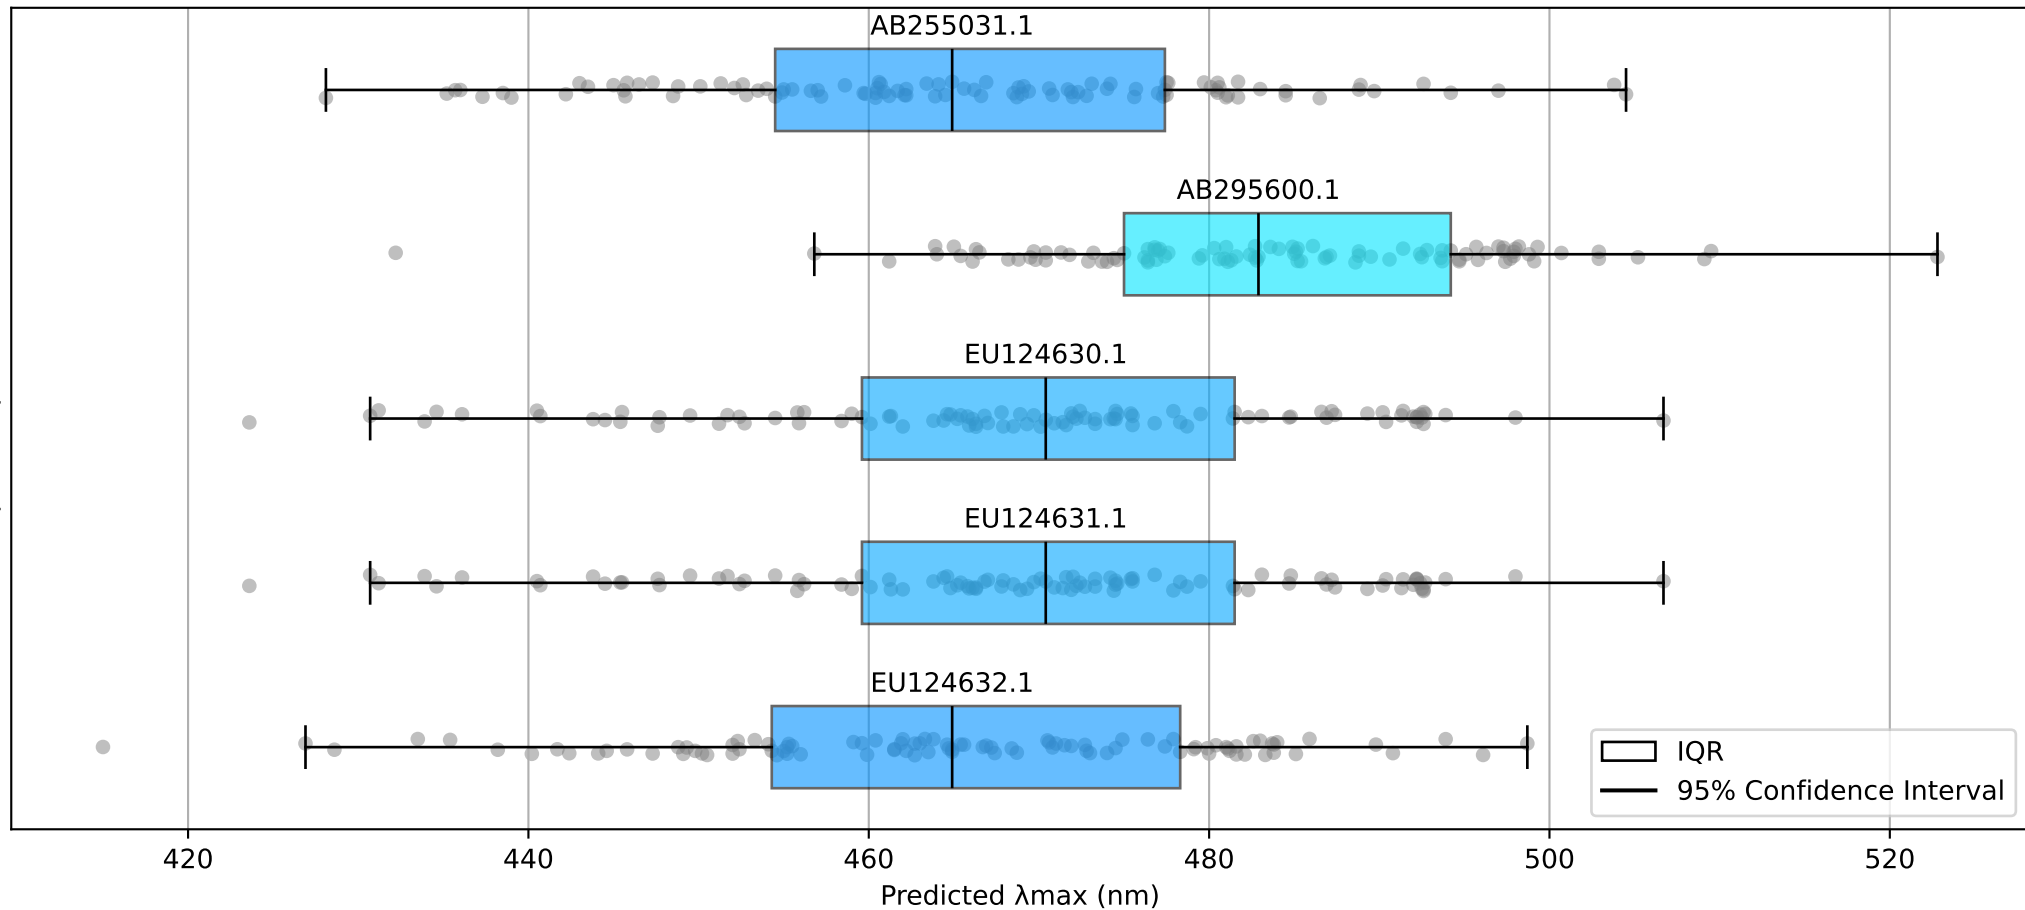 AB255031.1
AB295600.1
EU124630.1
EU124631.1
EU124632.1
IQR
95% Confidence Interval
420 440 460 480 500 520
Predicted λmax (nm)